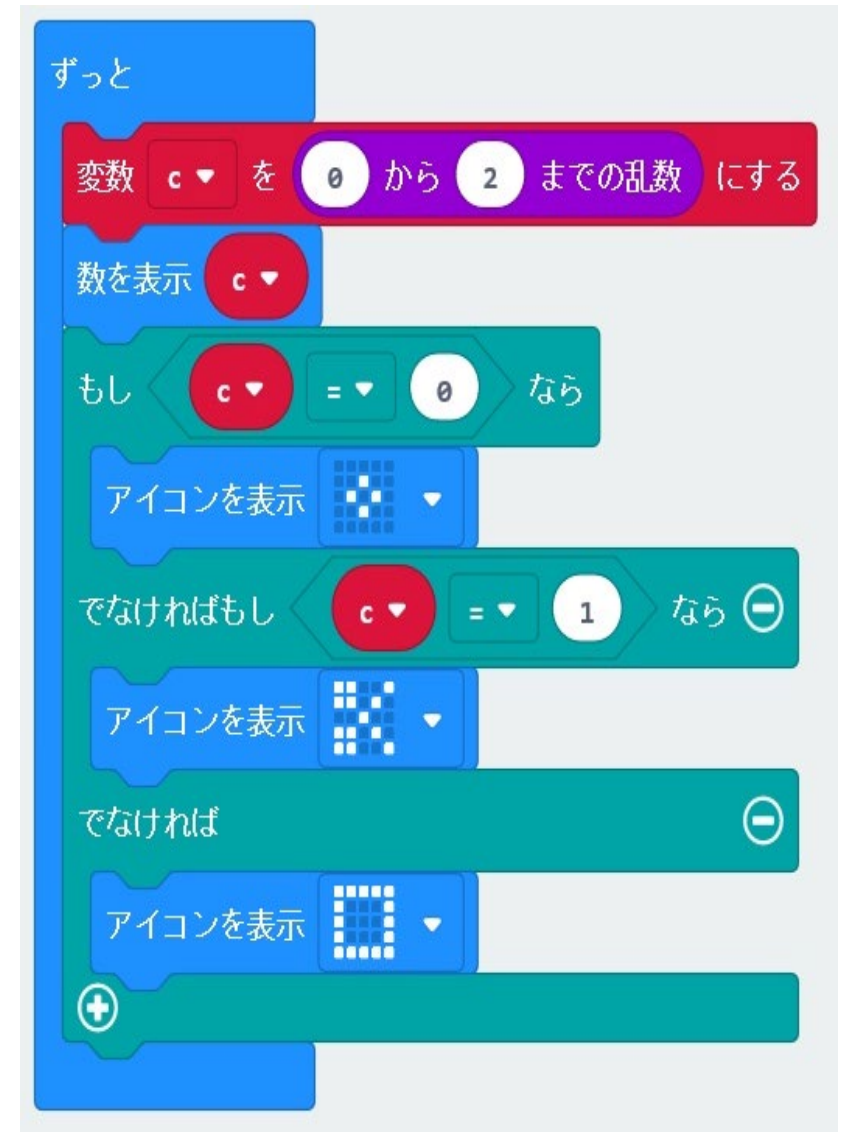 ずっと
変数 c を 0 から 2 までの乱数 にする
数を表示 c
もし c = 0 なら
アイコンを表示
でなければもし c = 1 なら
アイコンを表示
でなければ
アイコンを表示